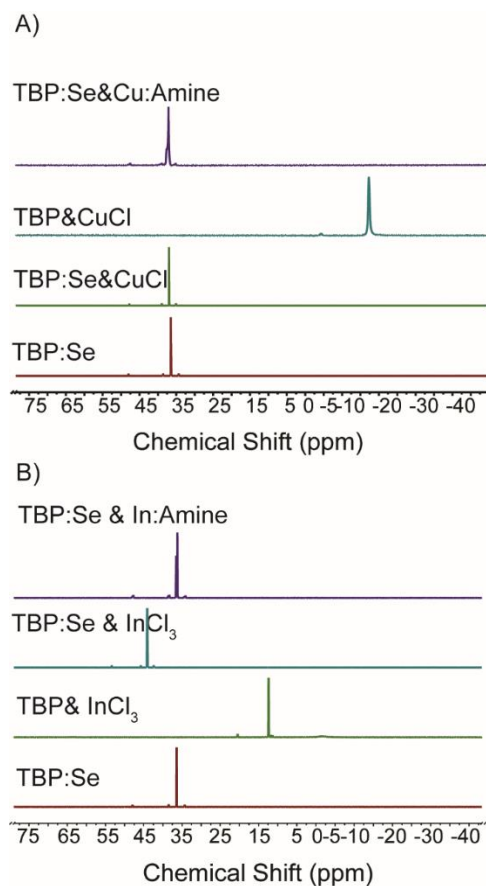 A)
TBP:Se&Cu:Amine
TBP&CuCl
TBP:Se&CuCl
TBP:Se
75 65 55 45 35 25 15 5 0 -5 -10 -20 -30 -40
Chemical Shift (ppm)
B)
TBP:Se & In:Amine
TBP:Se & InCl₃
TBP& InCl₃
TBP:Se
75 65 55 45 35 25 15 5 0 -5 -10 -20 -30 -40
Chemical Shift (ppm)